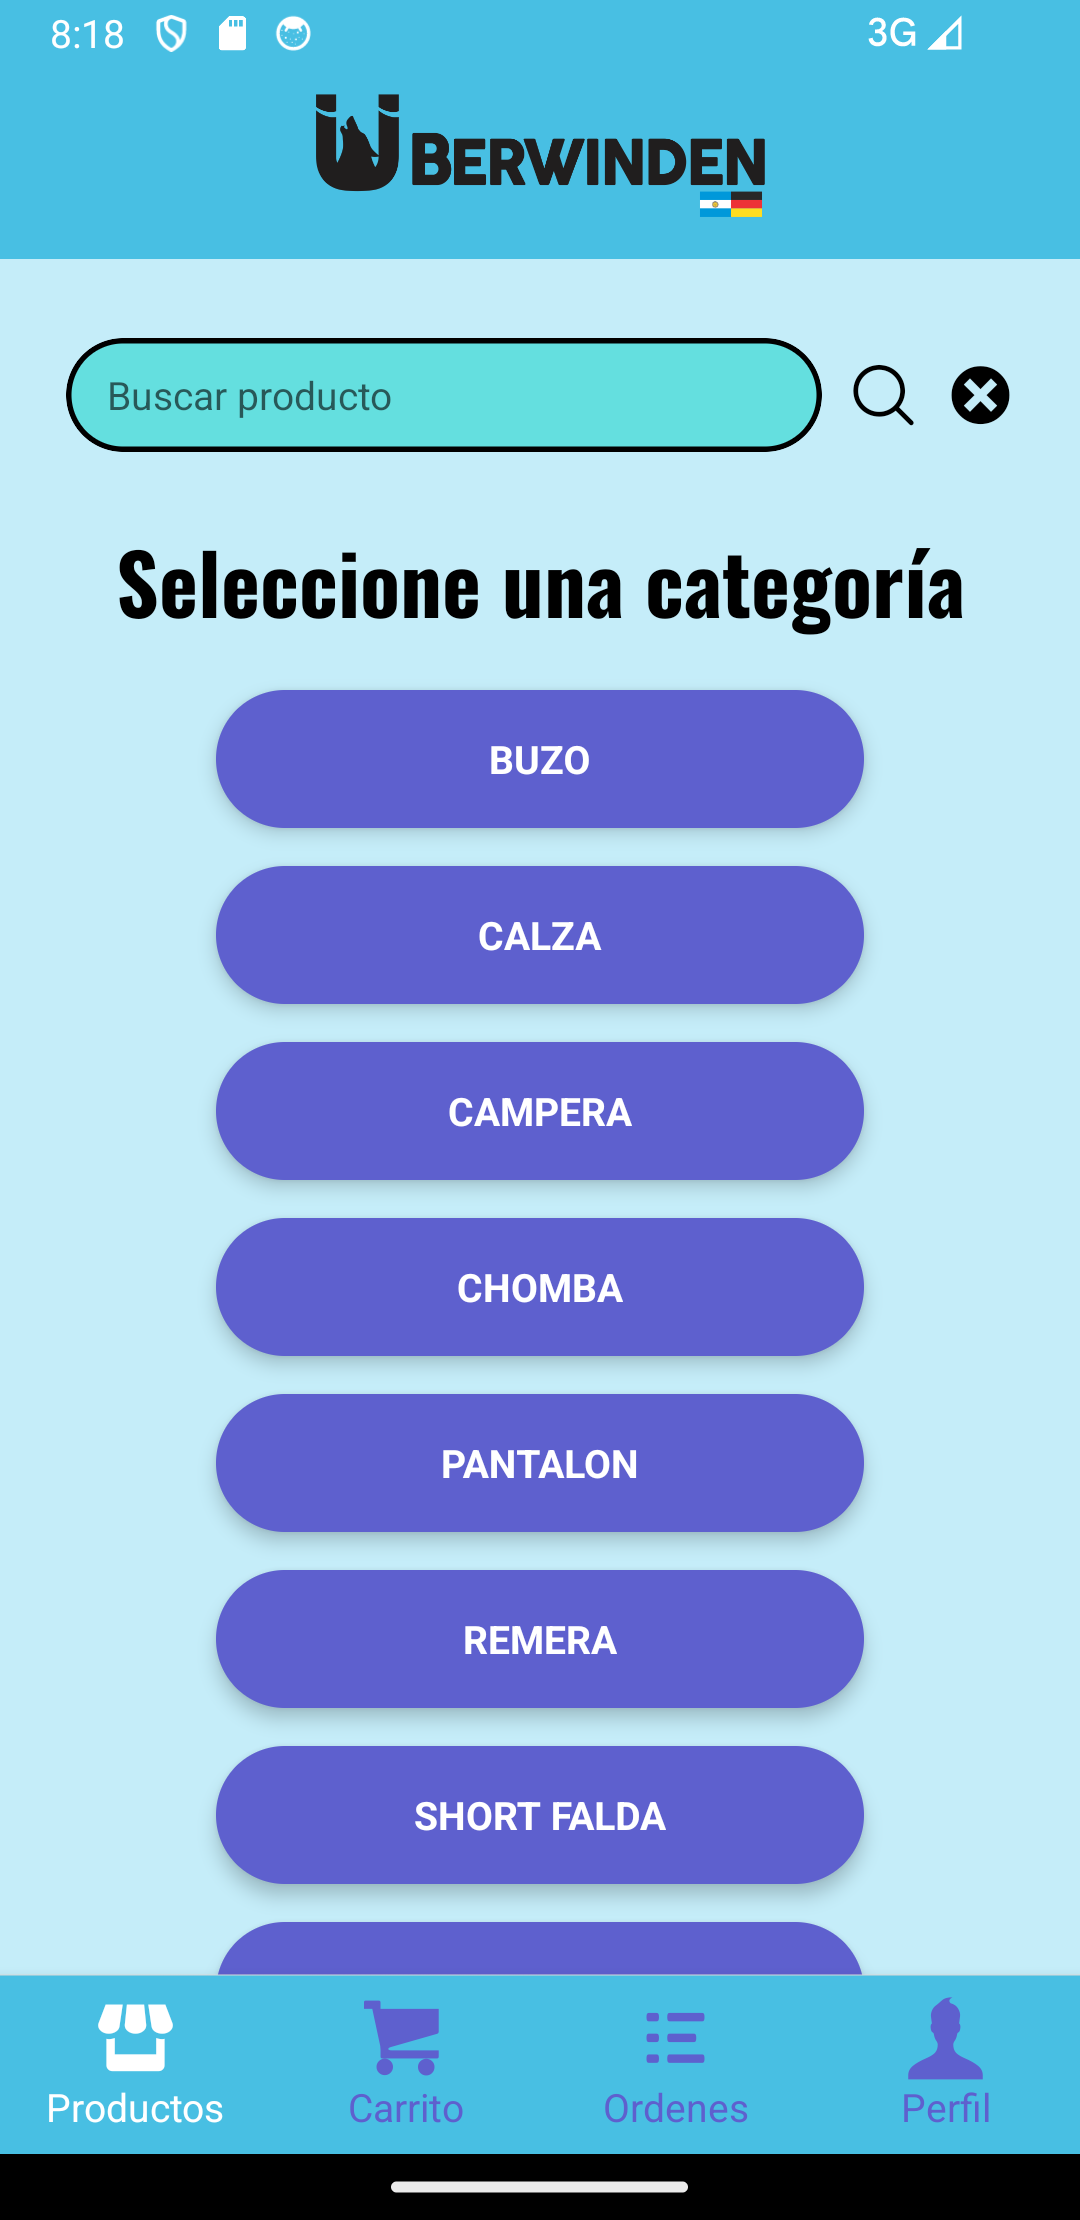 8:18
3G
ÜBERWINDEN
Buscar producto
Seleccione una categoría
BUZO
CALZA
CAMPERA
CHOMBA
PANTALON
REMERA
SHORT FALDA
Productos
Carrito
Ordenes
Perfil